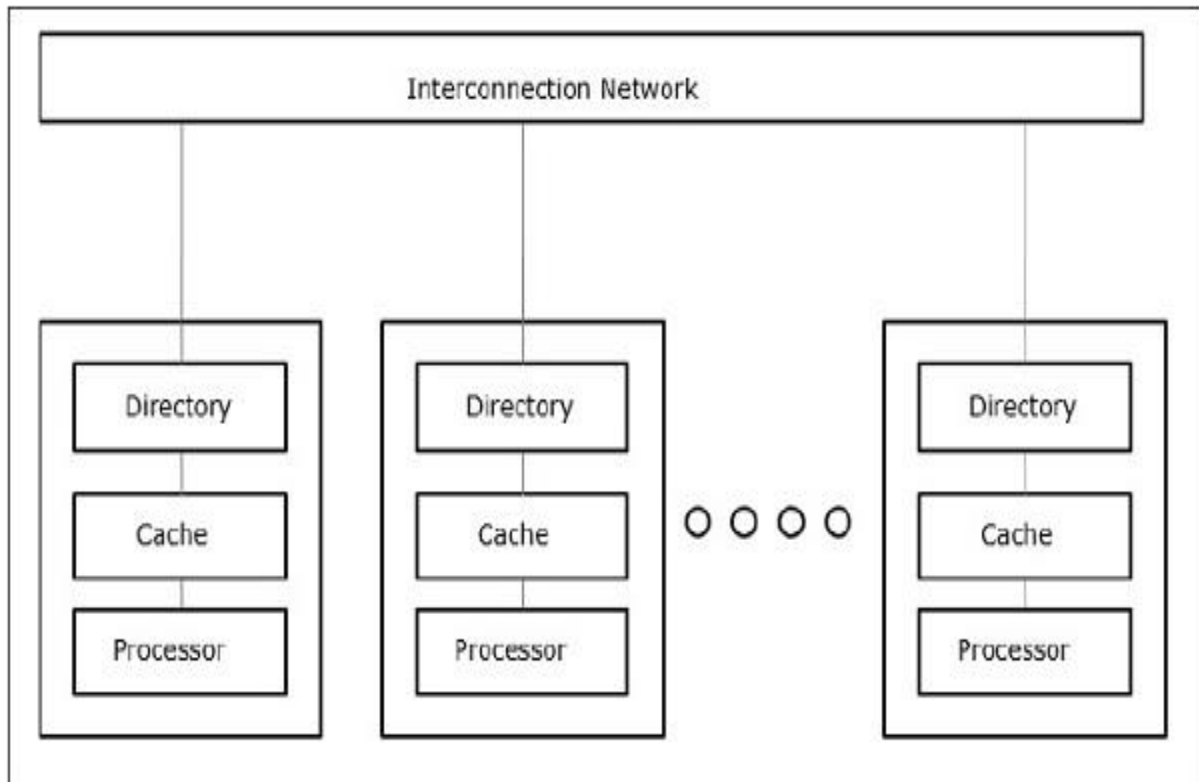 Interconnection Network
Directory
Directory
Directory
Cache
Cache
Cache
Processor
Processor
Processor